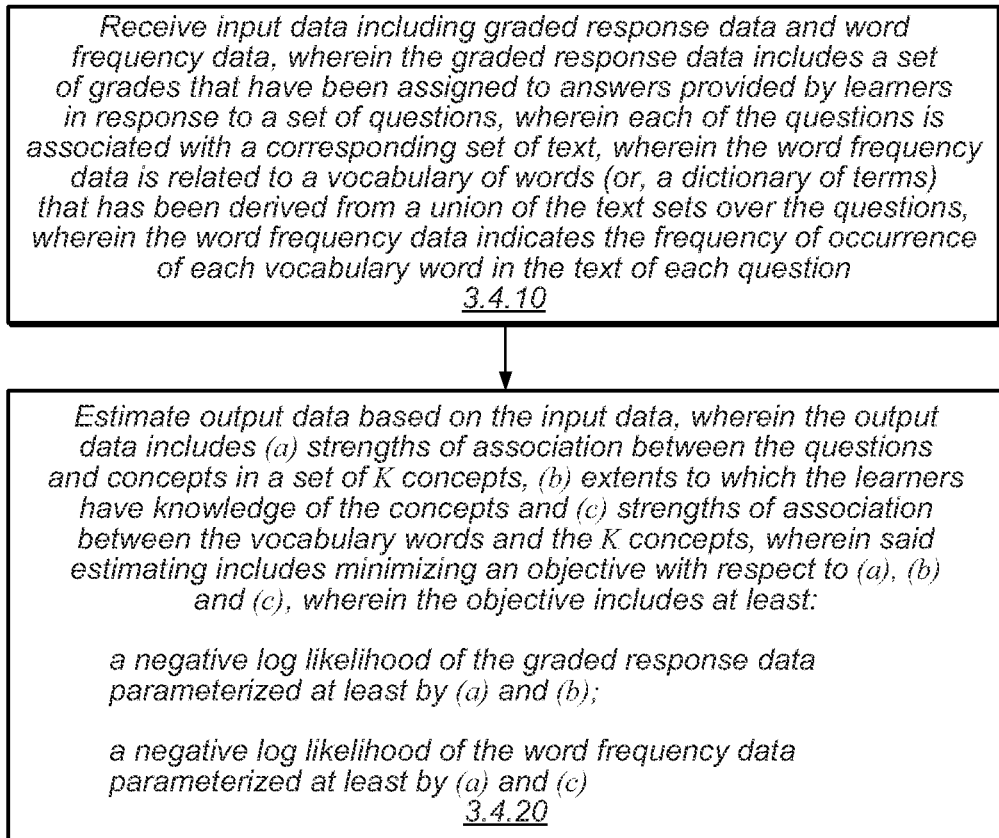 Receive input data including graded response data and word
frequency data, wherein the graded response data includes a set
of grades that have been assigned to answers provided by learners
in response to a set of questions, wherein each of the questions is
associated with a corresponding set of text, wherein the word frequency
data is related to a vocabulary of words (or, a dictionary of terms)
that has been derived from a union of the text sets over the questions,
wherein the word frequency data indicates the frequency of occurrence
of each vocabulary word in the text of each question
3.4.10
Estimate output data based on the input data, wherein the output
data includes (a) strengths of association between the questions
and concepts in a set of K concepts, (b) extents to which the learners
have knowledge of the concepts and (c) strengths of association
between the vocabulary words and the K concepts, wherein said
estimating includes minimizing an objective with respect to (a), (b)
and (c), wherein the objective includes at least:
a negative log likelihood of the graded response data
parameterized at least by (a) and (b);
a negative log likelihood of the word frequency data
parameterized at least by (a) and (c)
3.4.20